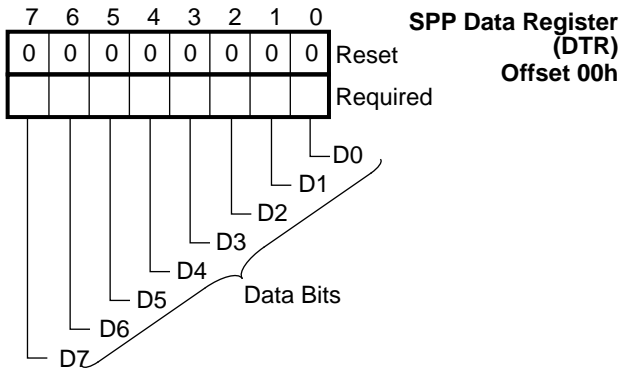 7 6 5 4 3 2 1 0
SPP Data Register
(DTR)
Offset 00h
0 0 0 0 0 0 0 0 Reset
Required
D0
D1
D2
D3
D4
D5
D6
D7
Data Bits